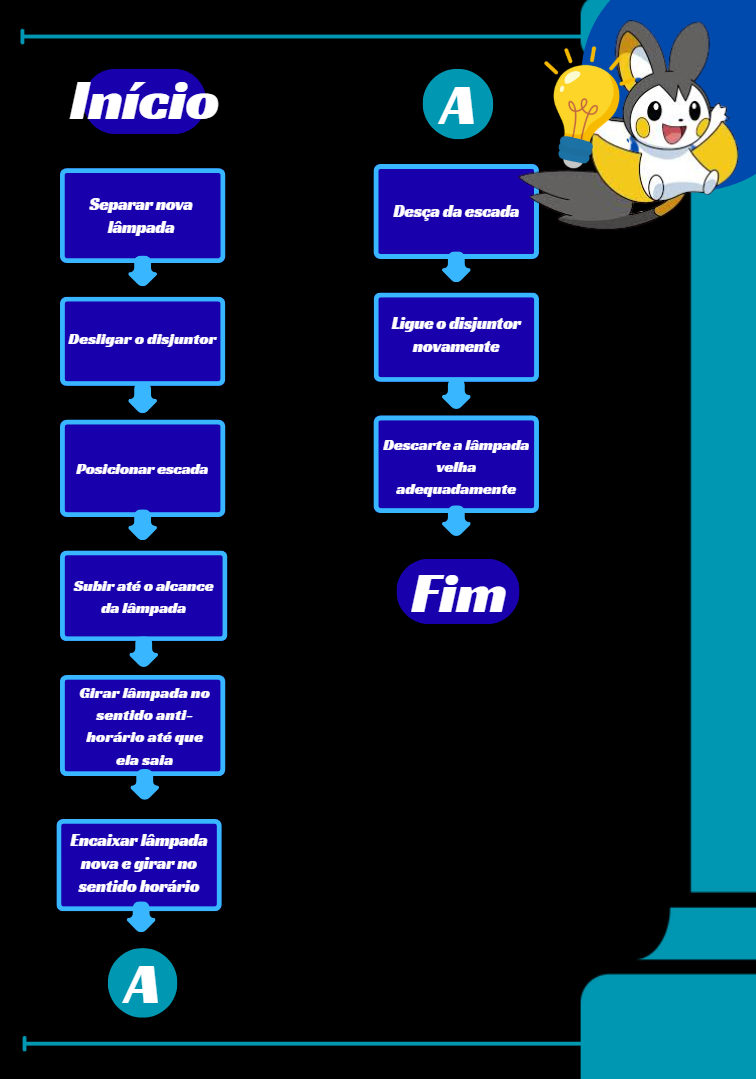 Início
Separar nova
lâmpada
Desligar o disjuntor
Posicionar escada
Subir até o alcance
da lâmpada
Girar lâmpada no
sentido anti-
horário até que
ela saia
Encaixar lâmpada
nova e girar no
sentido horário
A
A
Desça da escada
Ligue o disjuntor
novamente
Descarte a lâmpada
velha
adequadamente
Fim